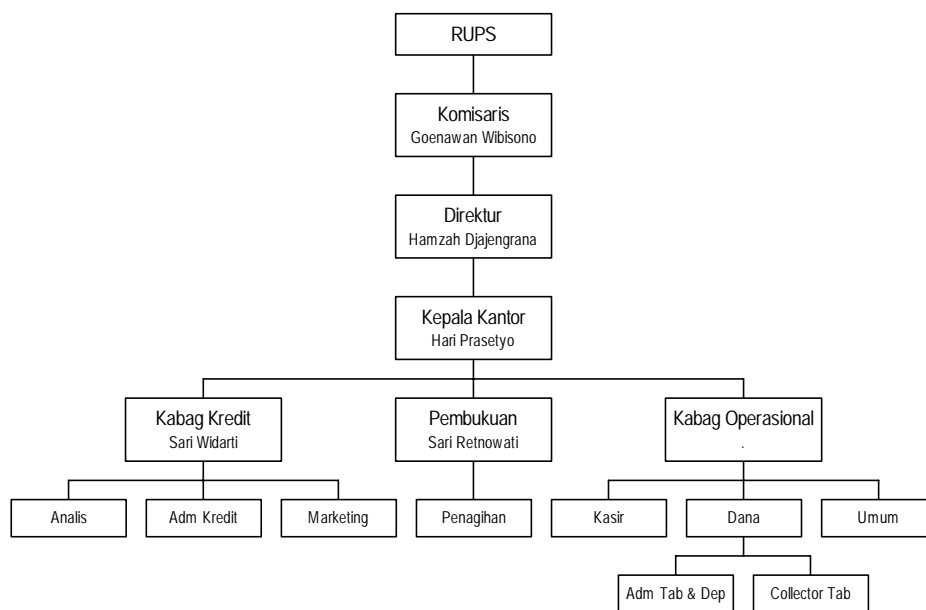 RUPS
Komisaris
Goenawan Wibisono
Direktur
Hamzah Djajengrana
Kepala Kantor
Hari Prasetyo
Kabag Kredit
Sari Widarti
Pembukuan
Sari Retnowati
Kabag Operasional
.
Analis
Adm Kredit
Marketing
Penagihan
Kasir
Dana
Umum
Adm Tab & Dep
Collector Tab